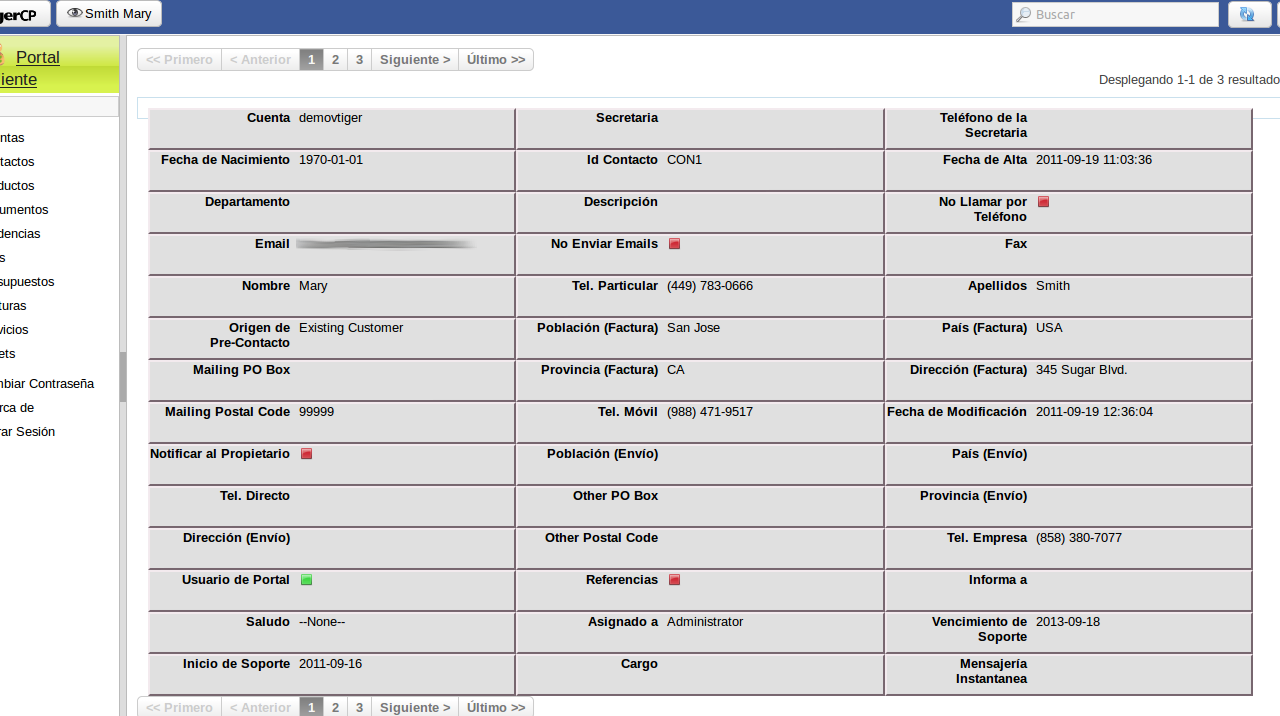 gerCP
Smith Mary
Buscar
Portal
iente
ntas
tactos
ductos
umentos
dencias
s
supuestos
turas
vicios
ets
mbiar Contraseña
rca de
rar Sesión
<< Primero < Anterior 1 2 3 Siguiente > Último >>
Desplegando 1-1 de 3 resultado
Cuenta demovtiger Secretaria Teléfono de la
Secretaria
Fecha de Nacimiento 1970-01-01 Id Contacto CON1 Fecha de Alta 2011-09-19 11:03:36
Departamento Descripción No Llamar por
Teléfono
Email No Enviar Emails Fax
Nombre Mary Tel. Particular (449) 783-0666 Apellidos Smith
Origen de
Pre-Contacto Existing Customer Población (Factura) San Jose País (Factura) USA
Mailing PO Box Provincia (Factura) CA Dirección (Factura) 345 Sugar Blvd.
Mailing Postal Code 99999 Tel. Móvil (988) 471-9517 Fecha de Modificación 2011-09-19 12:36:04
Notificar al Propietario Población (Envío) País (Envío)
Tel. Directo Other PO Box Provincia (Envío)
Dirección (Envío) Other Postal Code Tel. Empresa (858) 380-7077
Usuario de Portal Referencias Informa a
Saludo --None-- Asignado a Administrator Vencimiento de
Soporte 2013-09-18
Inicio de Soporte 2011-09-16 Cargo Mensajería
Instantanea
<< Primero < Anterior 1 2 3 Siguiente > Último >>